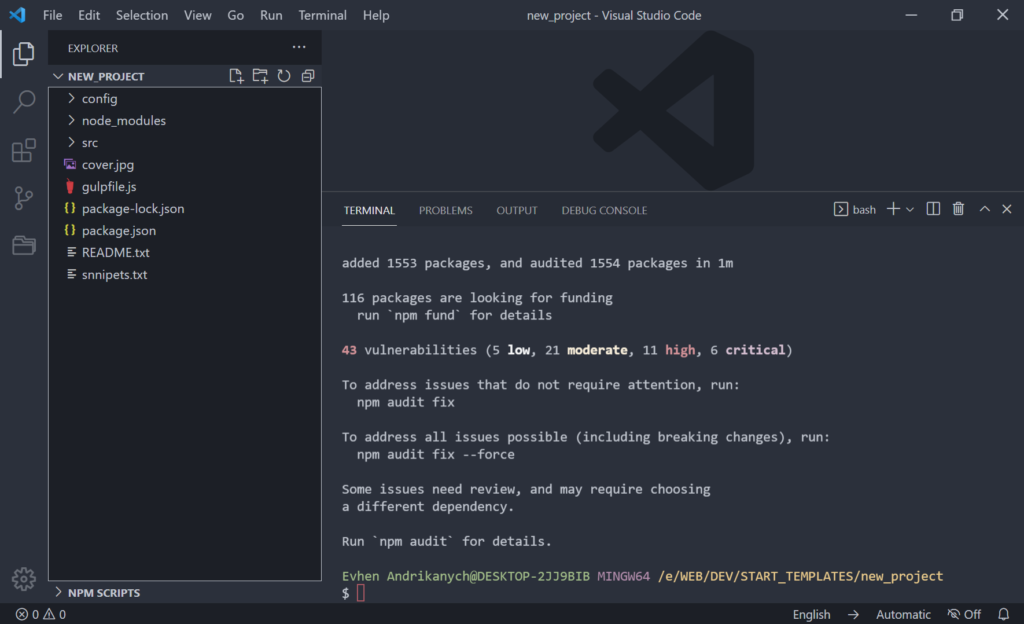 File Edit Selection View Go Run Terminal Help
new_project - Visual Studio Code
EXPLORER
NEW_PROJECT
config
node_modules
src
cover.jpg
gulpfile.js
package-lock.json
package.json
README.txt
snnipets.txt
NPM SCRIPTS
TERMINAL PROBLEMS OUTPUT DEBUG CONSOLE
bash
added 1553 packages, and audited 1554 packages in 1m
116 packages are looking for funding
run `npm fund` for details
43 vulnerabilities (5 low, 21 moderate, 11 high, 6 critical)
To address issues that do not require attention, run:
npm audit fix
To address all issues possible (including breaking changes), run:
npm audit fix --force
Some issues need review, and may require choosing
a different dependency.
Run `npm audit` for details.
Evhen Andrikanych@DESKTOP-2JJ9BIB MINGW64 /e/WEB/DEV/START_TEMPLATES/new_project
$
0 0
English → Automatic Off